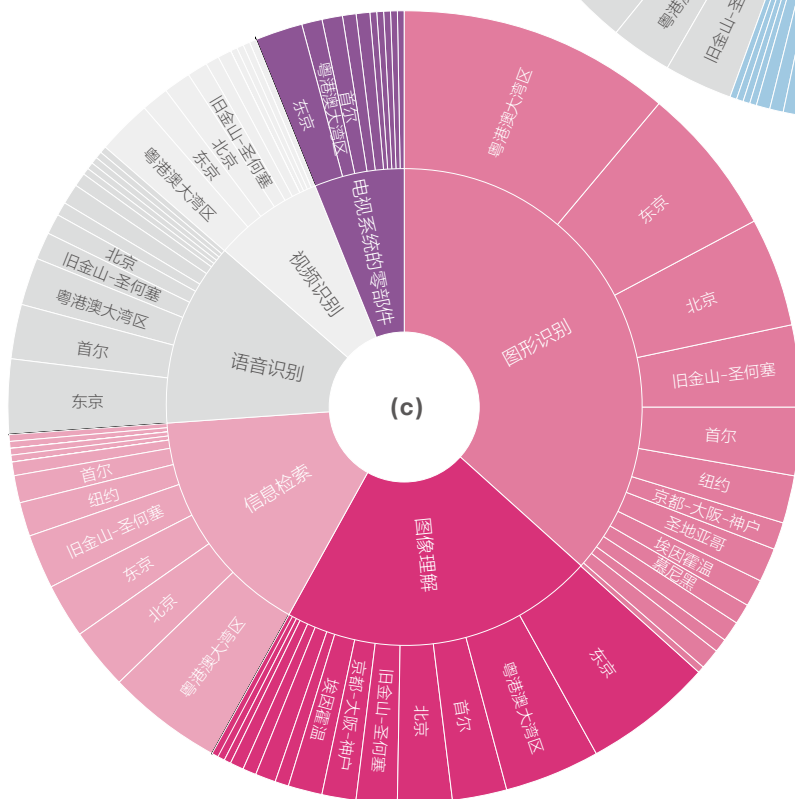 粤港澳
旧金山-圣
(c)
图形识别
粤港澳大湾区
东京
北京
旧金山-圣何塞
首尔
纽约
京都-大阪-神户
圣地亚哥
埃因霍温
慕尼黑
图像理解
东京
粤港澳大湾区
首尔
北京
旧金山-圣何塞
京都-大阪-神户
埃因霍温
信息检索
粤港澳大湾区
北京
东京
旧金山-圣何塞
纽约
首尔
语音识别
东京
首尔
粤港澳大湾区
旧金山-圣何塞
北京
视频识别
粤港澳大湾区
东京
北京
旧金山-圣何塞
电视系统的零部件
东京
粤港澳大湾区
首尔